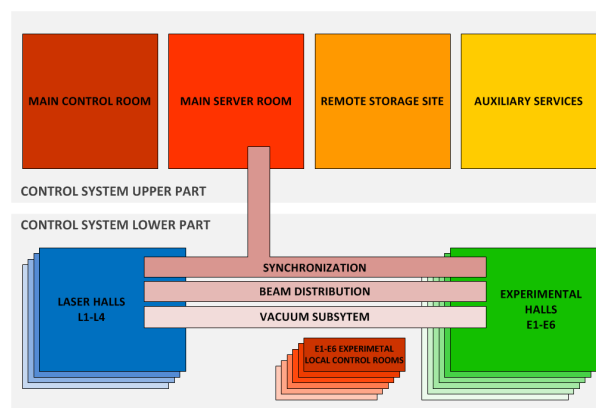 MAIN CONTROL ROOM
MAIN SERVER ROOM
REMOTE STORAGE SITE
AUXILIARY SERVICES
CONTROL SYSTEM UPPER PART
CONTROL SYSTEM LOWER PART
SYNCHRONIZATION
BEAM DISTRIBUTION
VACUUM SUBSYTEM
LASER HALLS
L1-L4
EXPERIMENTAL
HALLS
E1-E6
E1-E6 EXPERIMETAL
LOCAL CONTROL ROOMS